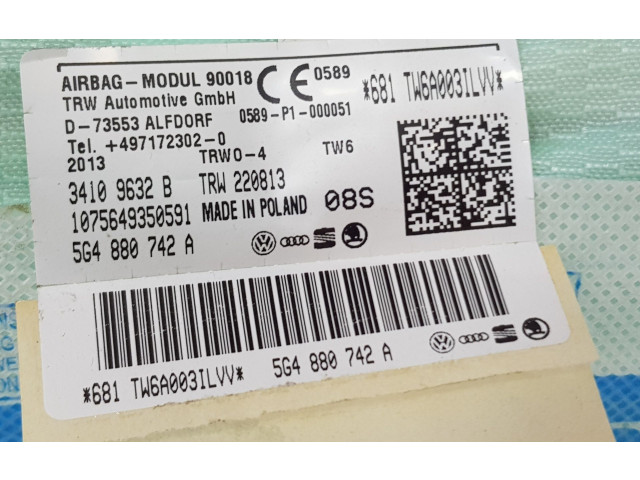 AIRBAG-MODUL 90018 CE 0589
TRW Automotive GmbH 0589-P1-000051
D-73553 ALFDORF
Tel. +497172302-0
2013 TRWO-4 TW6
3410 9632 B TRW 220813
1075649350591 MADE IN POLAND 08S
5G4 880 742 A
*681 TW6A003ILVV*
*681 TW6A003ILVV* 5G4 880 742 A